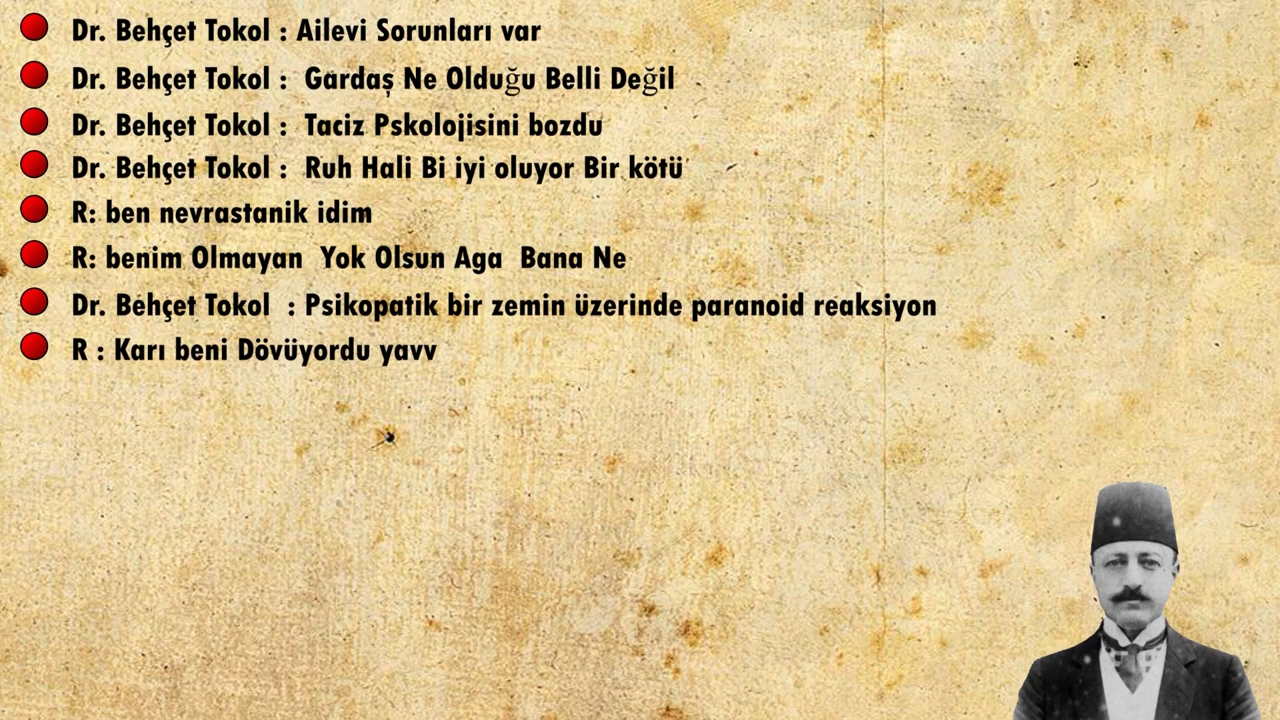 Dr. Behçet Tokol : Ailevi Sorunları var
Dr. Behçet Tokol : Gardaş Ne Olduğu Belli Değil
Dr. Behçet Tokol : Taciz Pskolojisini bozdu
Dr. Behçet Tokol : Ruh Hali Bi iyi oluyor Bir kötü
R: ben nevrastanik idim
R: benim Olmayan Yok Olsun Aga Bana Ne
Dr. Behçet Tokol : Psikopatik bir zemin üzerinde paranoid reaksiyon
R : Karı beni Dövüyordu yavv